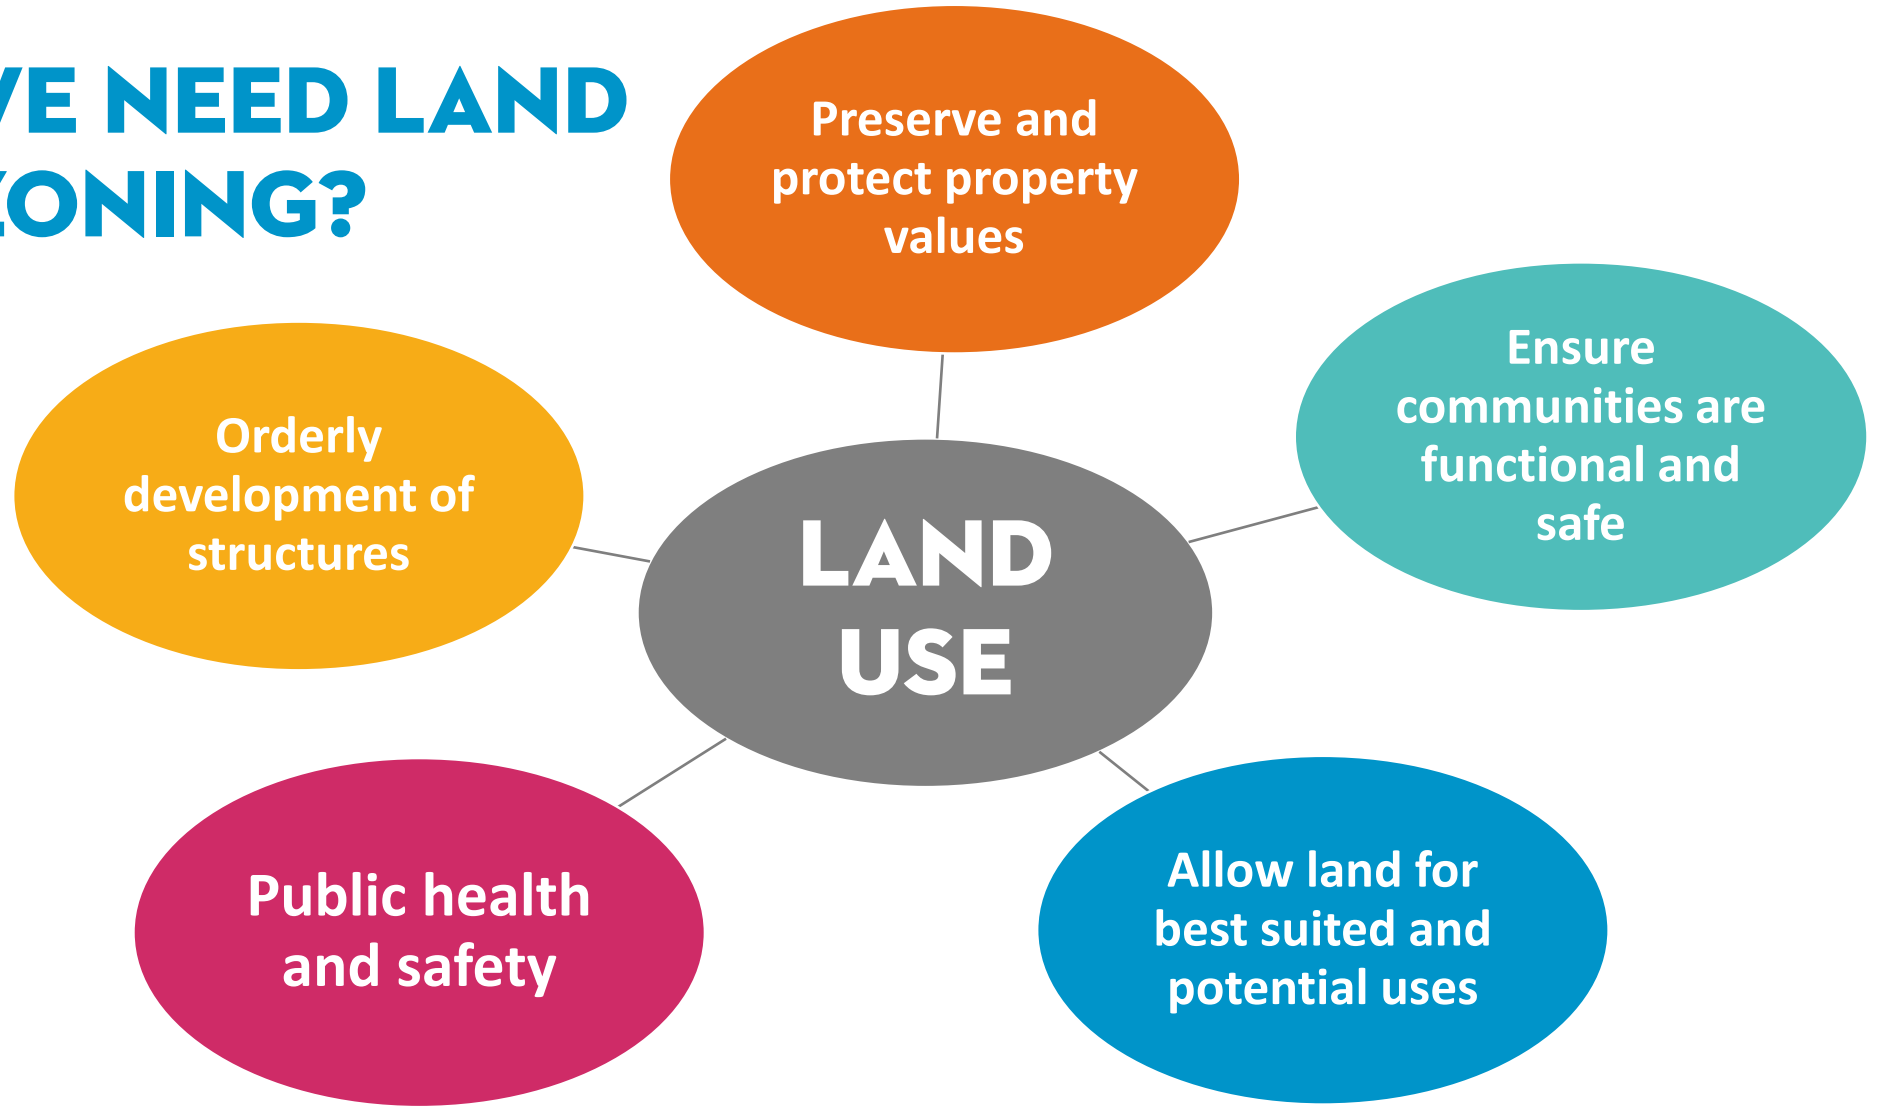 VE NEED LAND
ZONING?
Preserve and
protect property
values
Ensure
communities are
functional and
safe
Orderly
development of
structures
LAND
USE
Public health
and safety
Allow land for
best suited and
potential uses